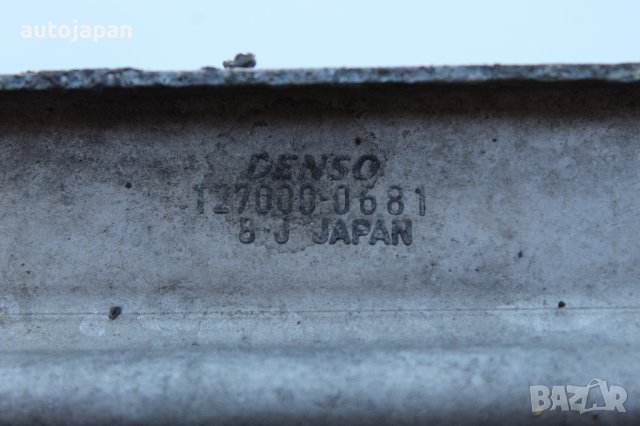 autojapan
DENSO
127000-0681
8 J JAPAN
BAZAR